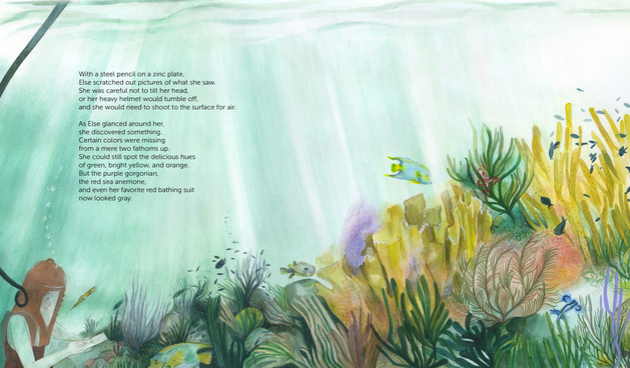 With a steel pencil on a zinc plate,
Else scratched out pictures of what she saw.
She was careful not to tilt her head,
or her heavy helmet would tumble off,
and she would need to shoot to the surface for air.
As Else glanced around her,
she discovered something.
Certain colors were missing
from a mere two fathoms up.
She could still spot the delicious hues
of green, bright yellow, and orange.
But the purple gorgonian,
the red sea anemone,
and even her favorite red bathing suit
now looked gray.